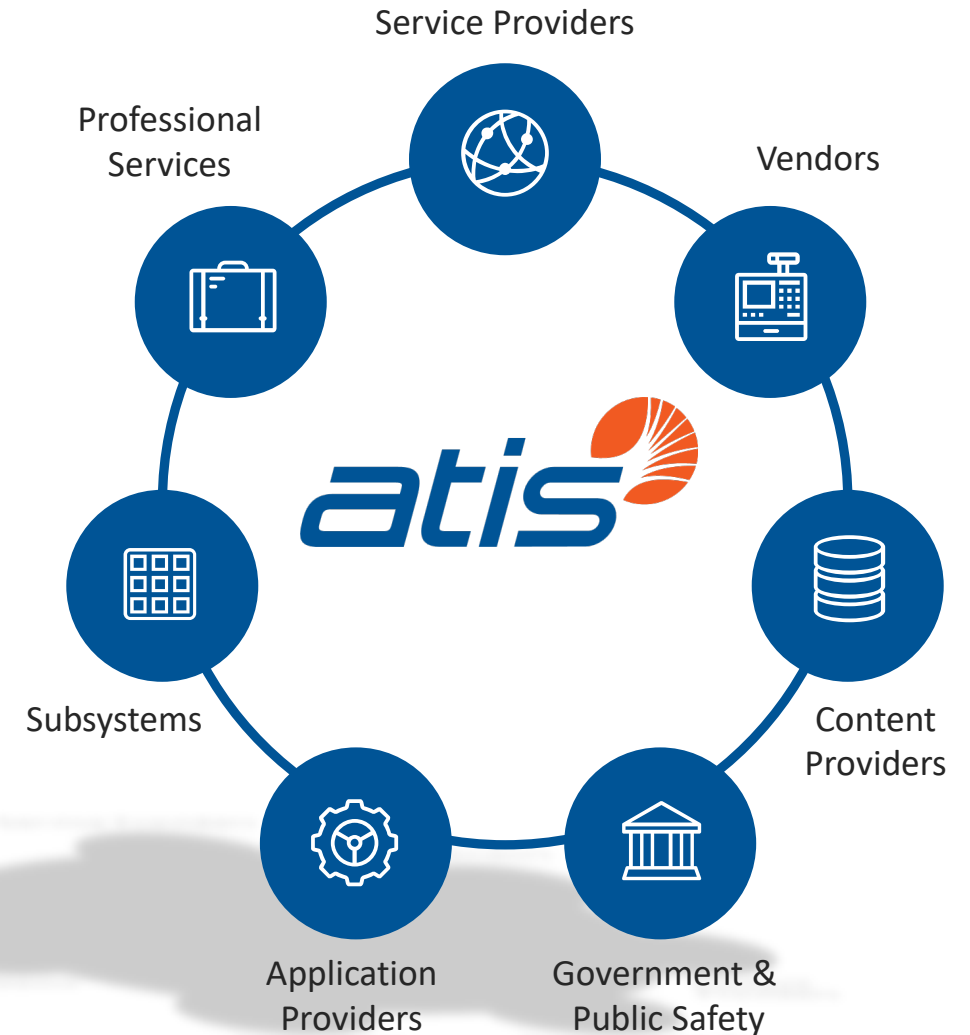 Service Providers
Professional
Services
Vendors
atis
Subsystems
Content
Providers
Application
Providers
Government &
Public Safety